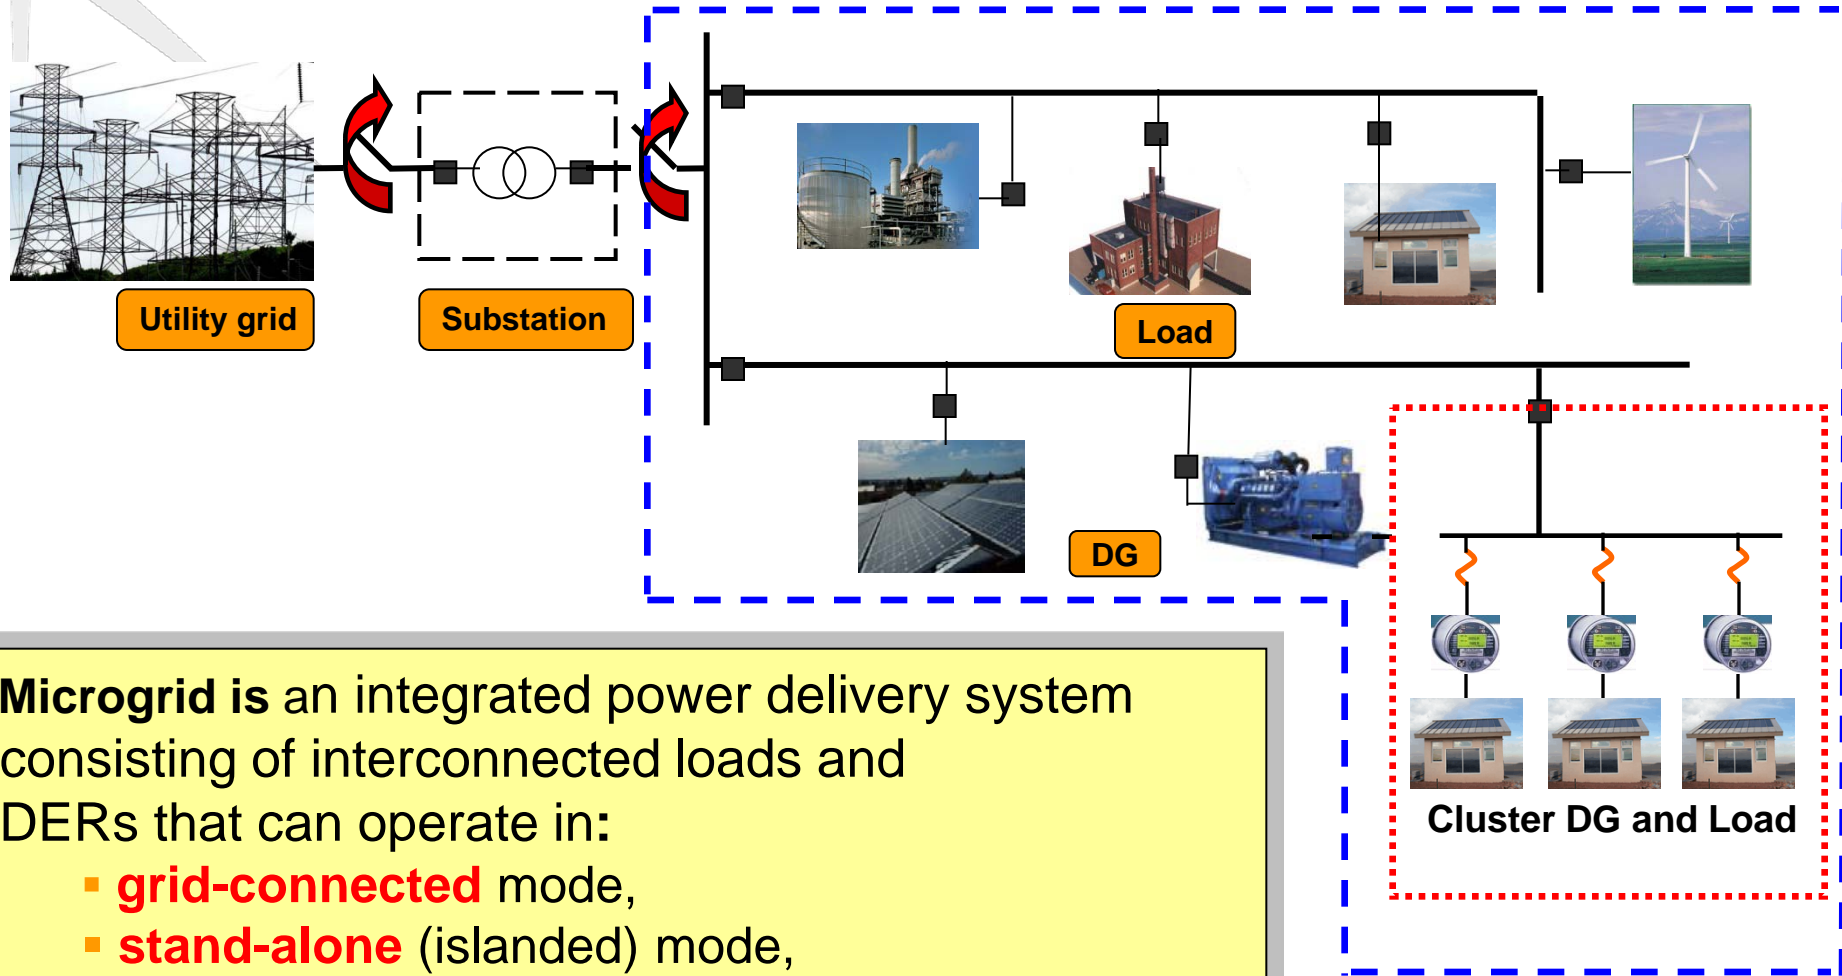 Utility grid
Substation
Load
DG
Cluster DG and Load
Microgrid is an integrated power delivery system
consisting of interconnected loads and
DERs that can operate in:
▪ grid-connected mode,
▪ stand-alone (islanded) mode,